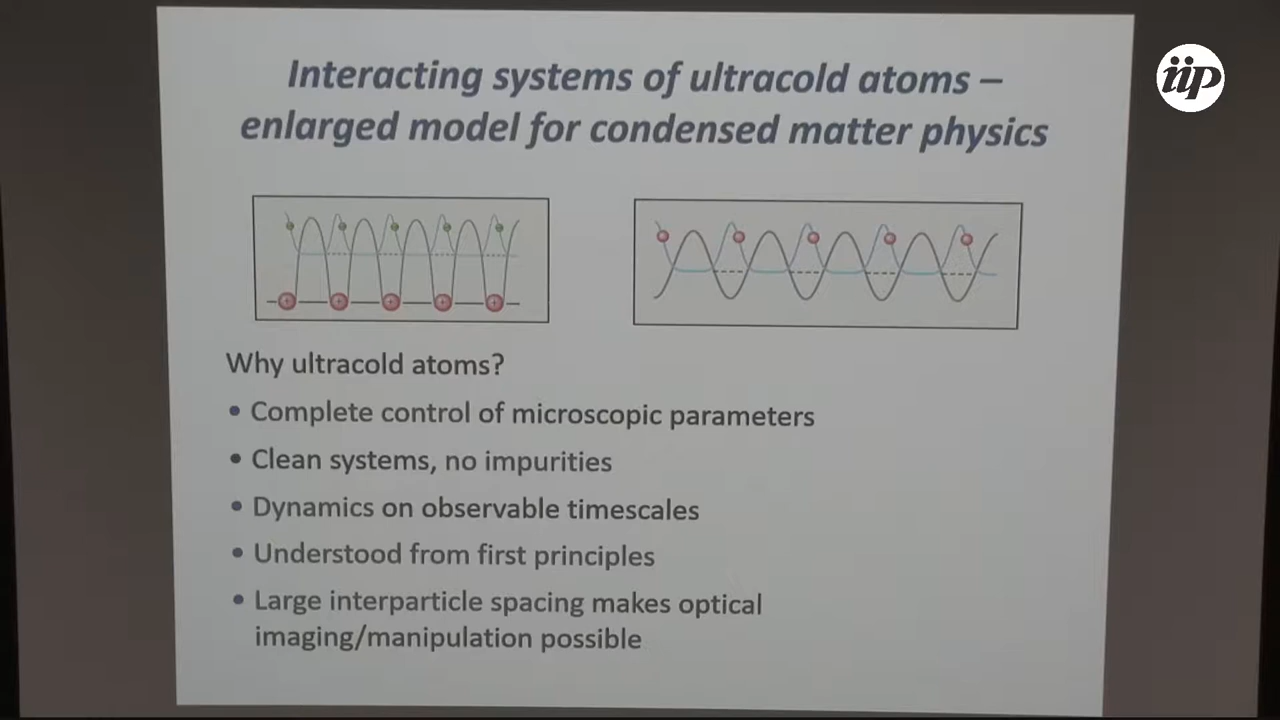 iip
Interacting systems of ultracold atoms –
enlarged model for condensed matter physics
Why ultracold atoms?
• Complete control of microscopic parameters
• Clean systems, no impurities
• Dynamics on observable timescales
• Understood from first principles
• Large interparticle spacing makes optical
imaging/manipulation possible